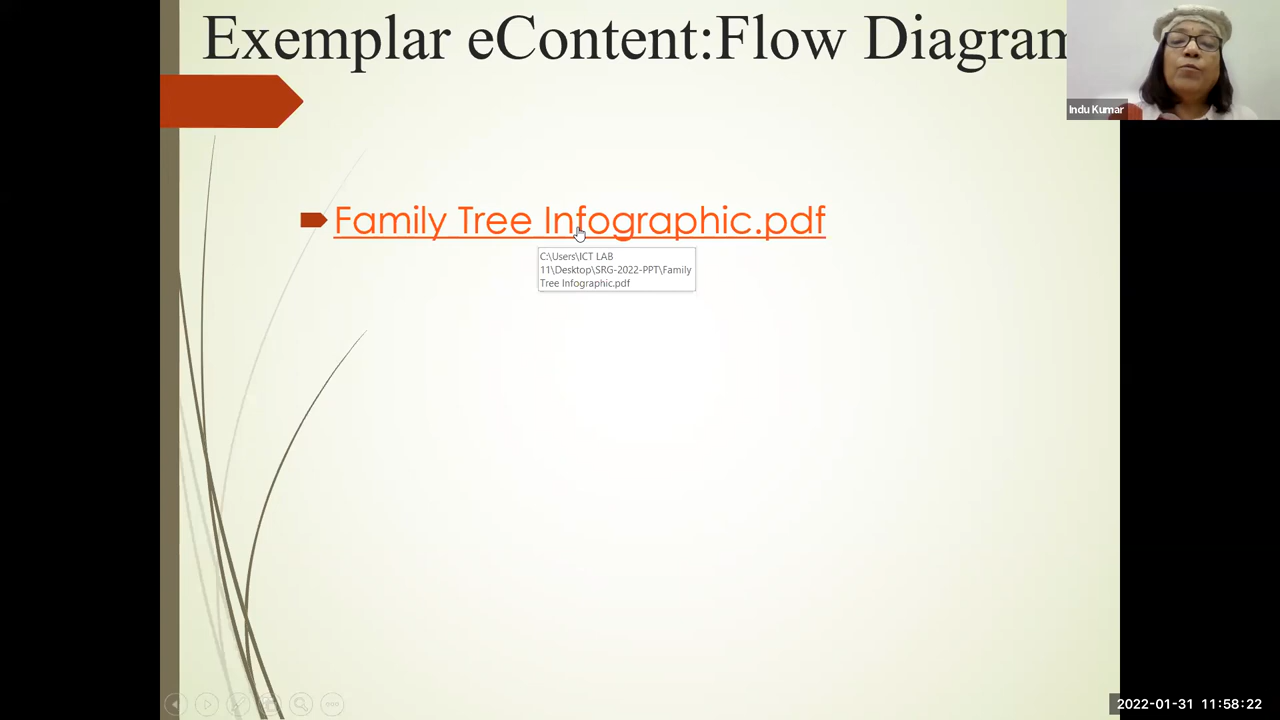 Exemplar eContent:Flow Diagram
Indu Kumar
Family Tree Infographic.pdf
C:\Users\ICT LAB
11\Desktop\SRG-2022-PPT\Family
Tree Infographic.pdf
2022-01-31 11:58:22